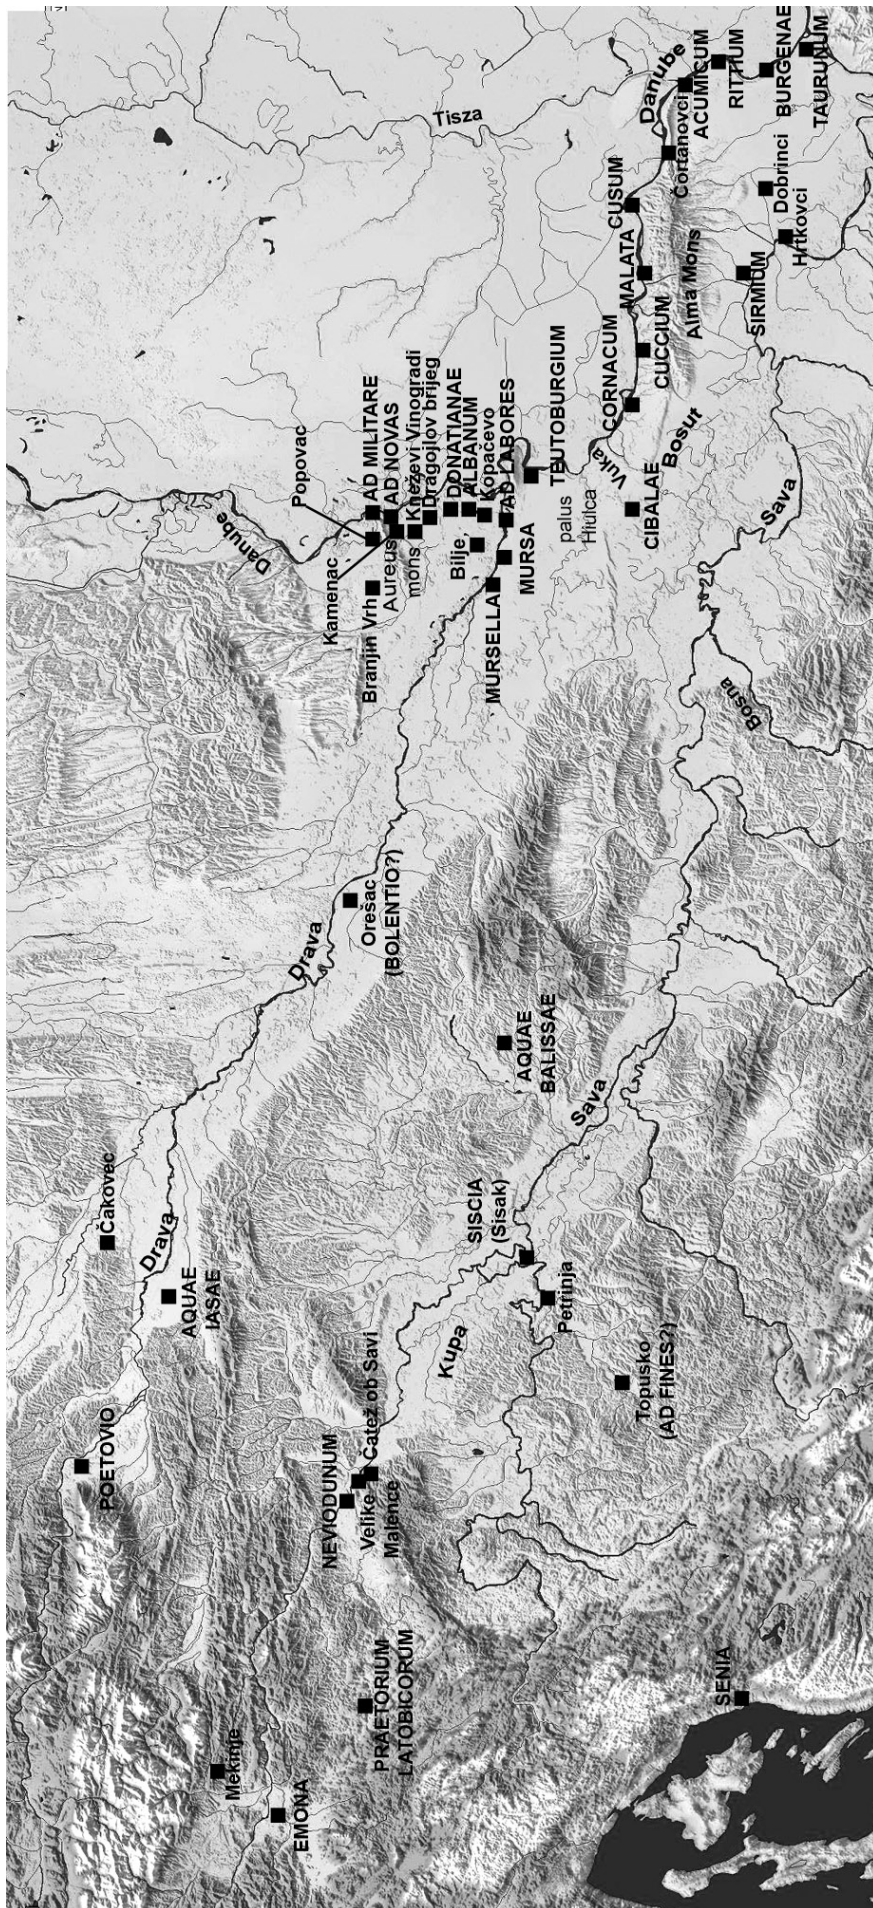 POETOVIO
Čakovec
Drava
AQUAE
IASAE
Mekinje
EMONA
PRAETORIUM
LATOBICORUM
NEVIODUNUM
Velike
Malence
Čatež ob Savi
Kupa
SISCIA
(Sisak)
Petrinja
Topusko
(AD FINES?)
SENIA
Drava
Orešac
(BOLENTIO?)
AQUAE
BALISSAE
Sava
Danube
Popovac
Kamenac
Branjin Vrh
AD MILITARE
AD NOVAS
Aureus
mons
Kneževi Vinogradi
Dragojlov brijeg
DONATIANAE
ALBANUM
Kopačevo
Bilje
AD LABORES
MURSELLA
MURSA
TEUTOBURGIUM
palus
Hiulca
Vuka
CIBALAE
Bosut
CORNACUM
CUCCIUM
MALATA
CUSUM
Alma Mons
Bosna
Sava
SIRMIUM
Hrtkovci
Dobrinci
Tisza
Danube
Čortanovci
ACUMICUM
RITTIUM
BURGENAE
TAURUNUM